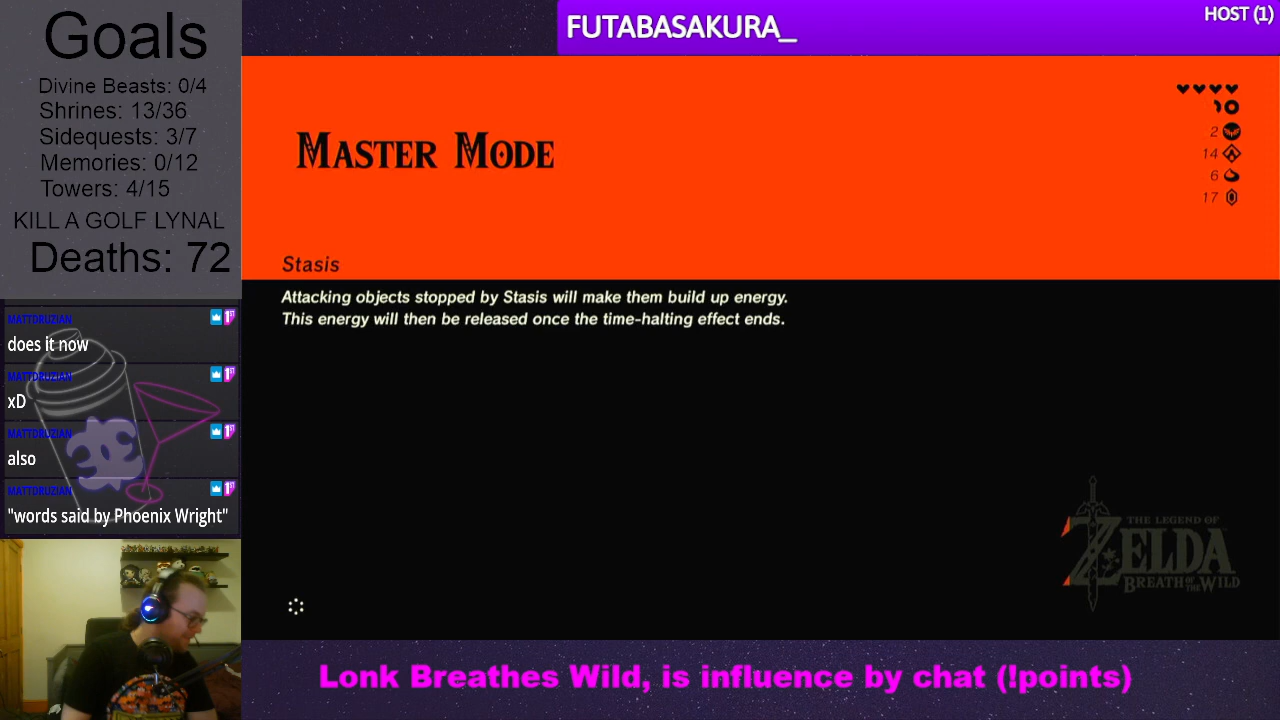 Goals
Divine Beasts: 0/4
Shrines: 13/36
Sidequests: 3/7
Memories: 0/12
Towers: 4/15
KILL A GOLF LYNAL
Deaths: 72
MATTDRUZIAN
does it now
MATTDRUZIAN
xD
MATTDRUZIAN
also
MATTDRUZIAN
"words said by Phoenix Wright"
FUTABASAKURA_
HOST (1)
MASTER MODE
2
14
6
17
Stasis
Attacking objects stopped by Stasis will make them build up energy.
This energy will then be released once the time-halting effect ends.
THE LEGEND OF
ZELDA
BREATH OF THE WILD
Lonk Breathes Wild, is influence by chat (!points)